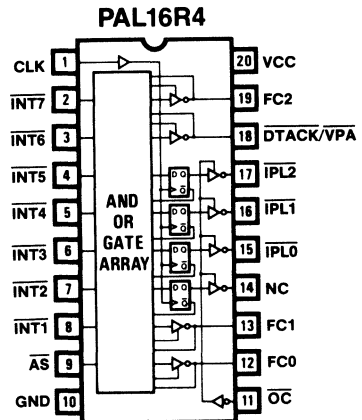 PAL16R4
CLK 1
20 VCC
INT7 2
19 FC2
INT6 3
18 DTACK/VPA
INT5 4
17 IPL2
INT4 5
16 IPL1
INT3 6
15 IPL0
INT2 7
14 NC
INT1 8
13 FC1
AS 9
12 FC0
GND 10
11 OC
AND
OR
GATE
ARRAY
D Q
Q
D Q
Q
D Q
Q
D Q
Q